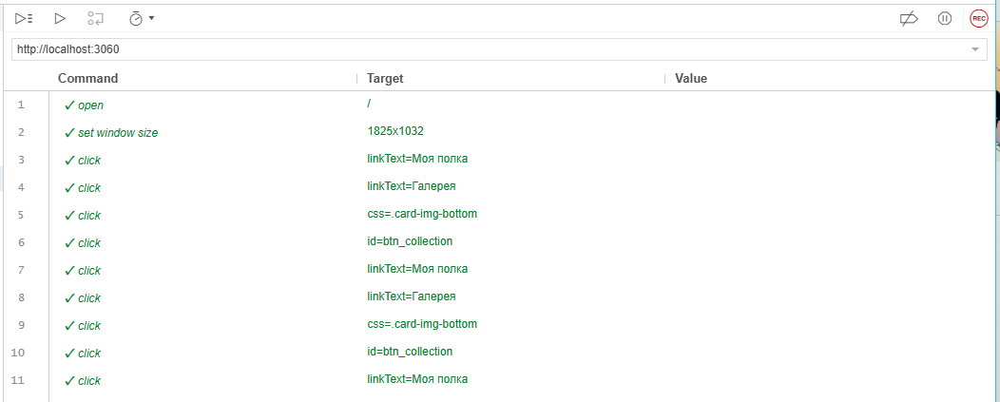 REC
http://localhost:3060
Command Target Value
1 ✓ open /
2 ✓ set window size 1825x1032
3 ✓ click linkText=Моя полка
4 ✓ click linkText=Галерея
5 ✓ click css=.card-img-bottom
6 ✓ click id=btn_collection
7 ✓ click linkText=Моя полка
8 ✓ click linkText=Галерея
9 ✓ click css=.card-img-bottom
10 ✓ click id=btn_collection
11 ✓ click linkText=Моя полка